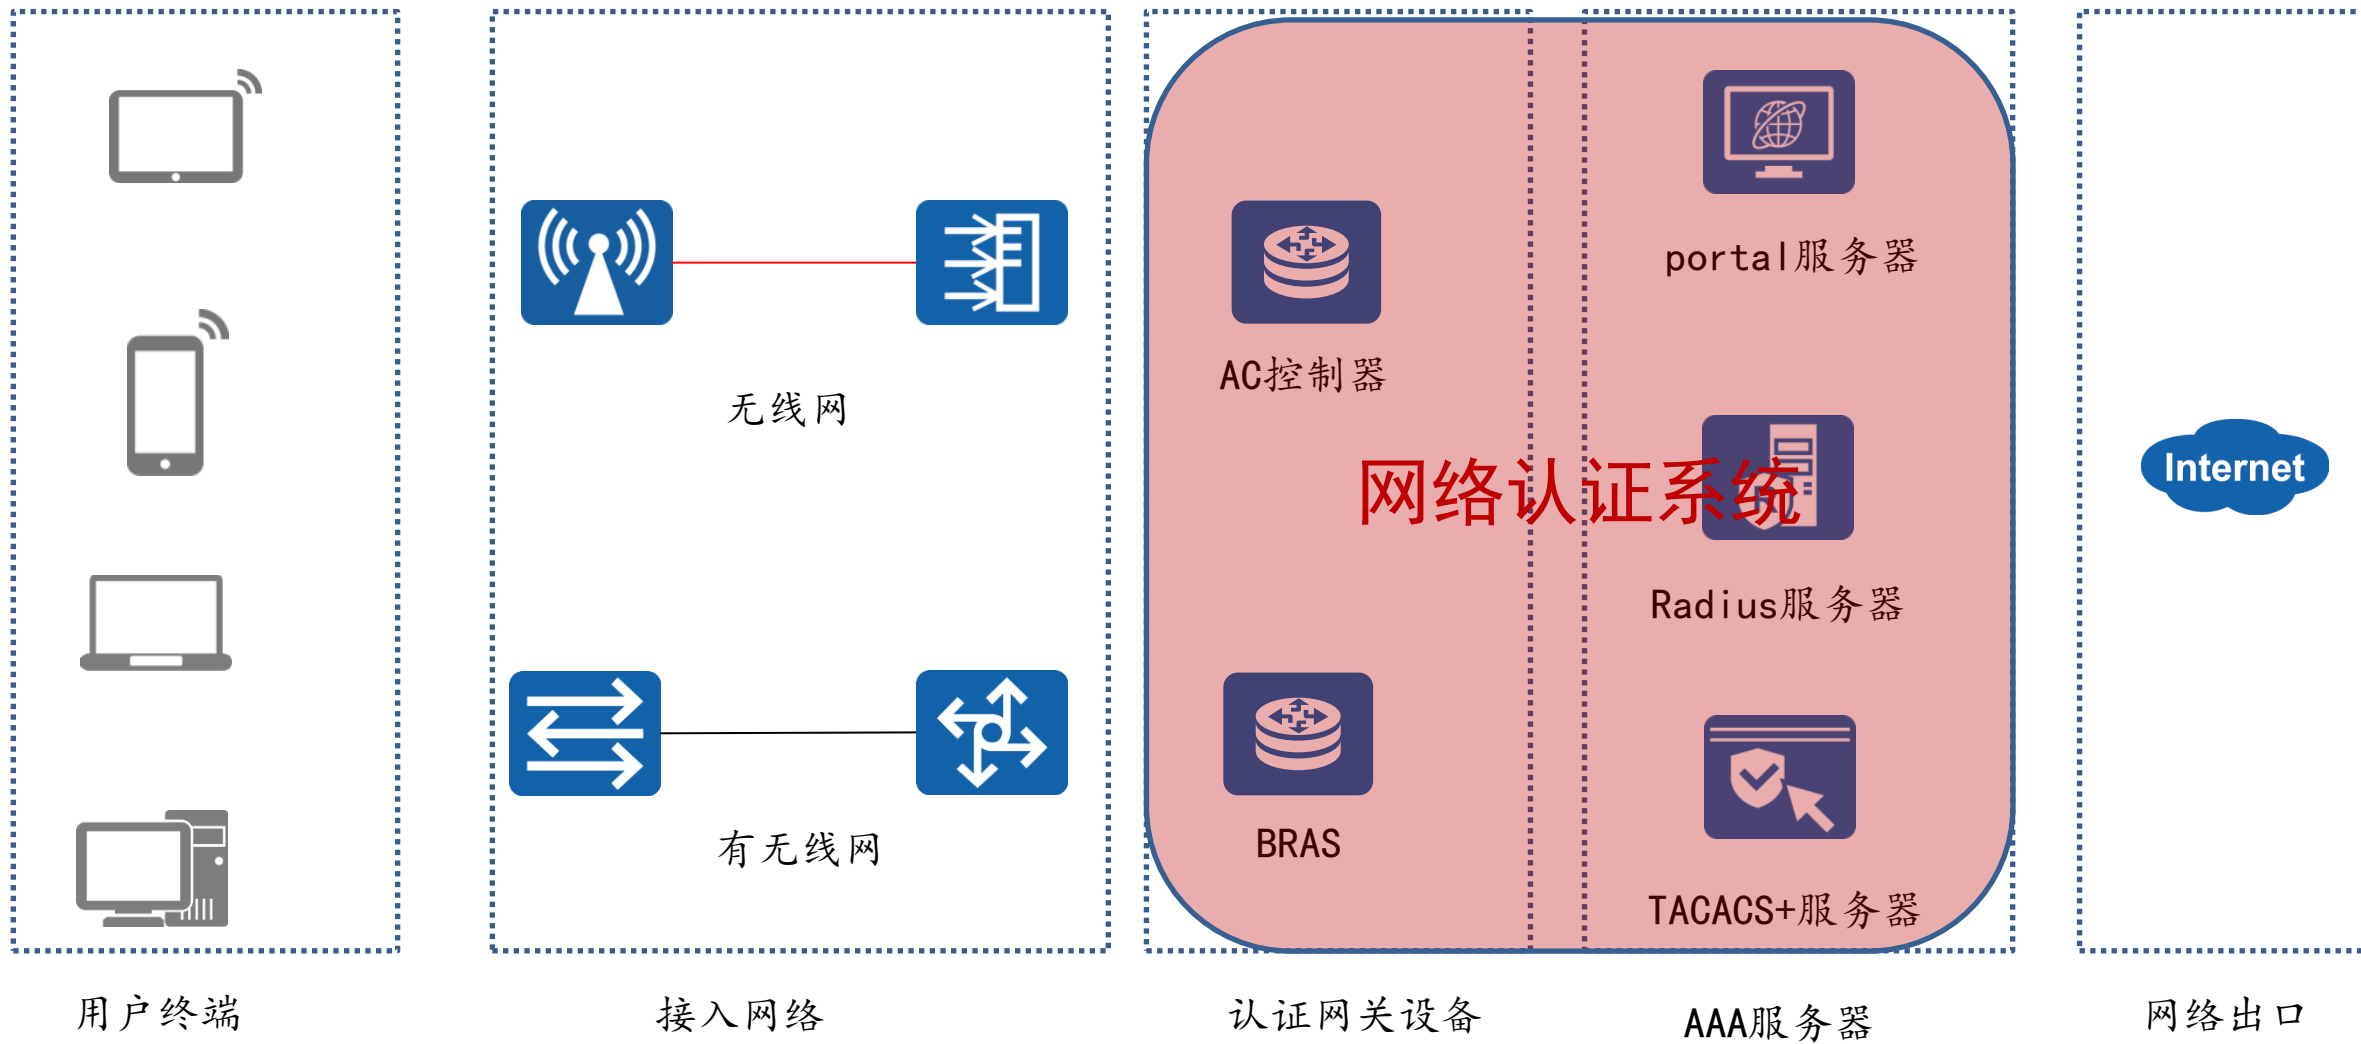 无线网
有无线网
AC控制器
BRAS
网络认证系统
portal服务器
Radius服务器
TACACS+服务器
Internet
用户终端
接入网络
认证网关设备
AAA服务器
网络出口